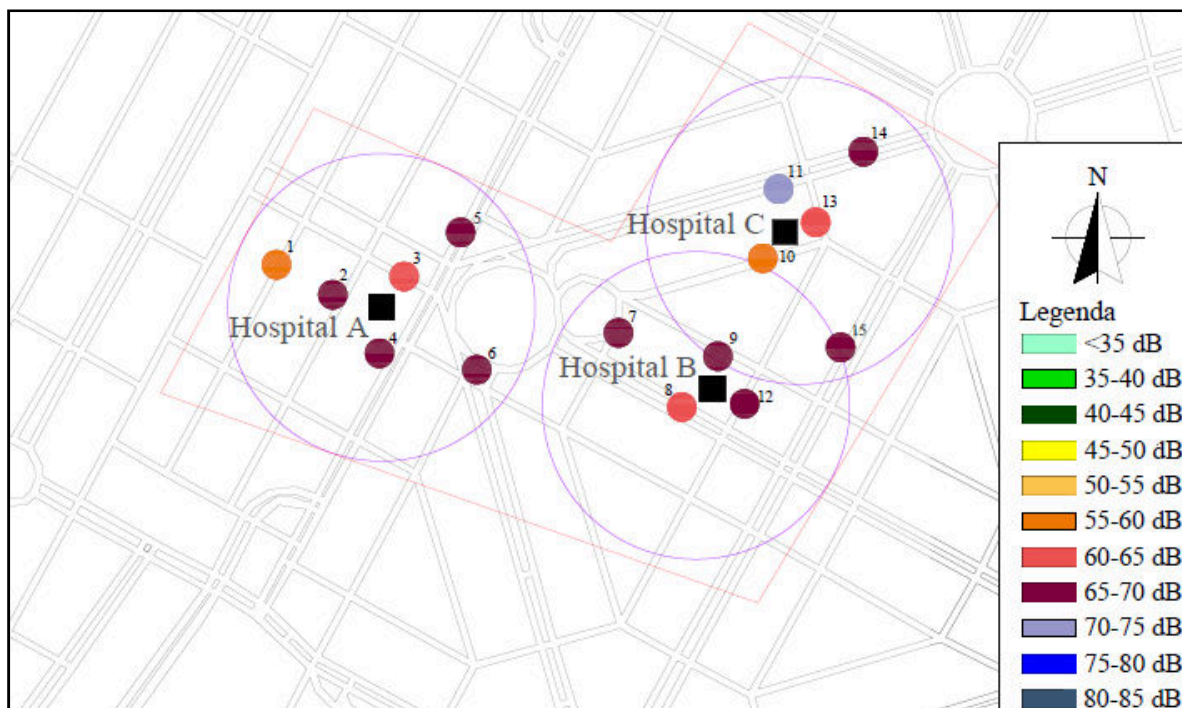 14
11
13
Hospital C
10
5
1
3
2
Hospital A
4
6
7
9
15
Hospital B
8
12
N
Legenda
<35 dB
35-40 dB
40-45 dB
45-50 dB
50-55 dB
55-60 dB
60-65 dB
65-70 dB
70-75 dB
75-80 dB
80-85 dB